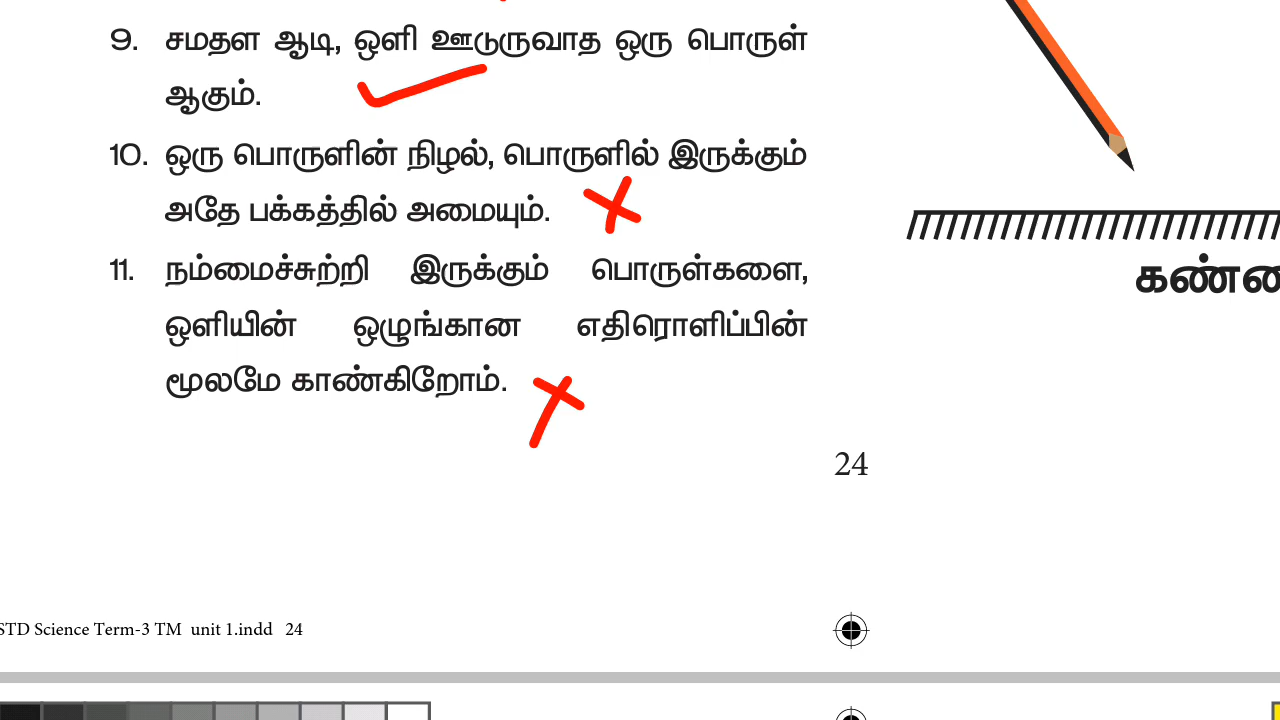 9. சமதள ஆடி, ஒளி ஊடுருவாத ஒரு பொருள்
ஆகும்.
10. ஒரு பொருளின் நிழல், பொருளில் இருக்கும்
அதே பக்கத்தில் அமையும்.
11. நம்மைச்சுற்றி இருக்கும் பொருள்களை,
ஒளியின் ஒழுங்கான எதிரொளிப்பின்
மூலமே காண்கிறோம்.
24
STD Science Term-3 TM unit 1.indd 24